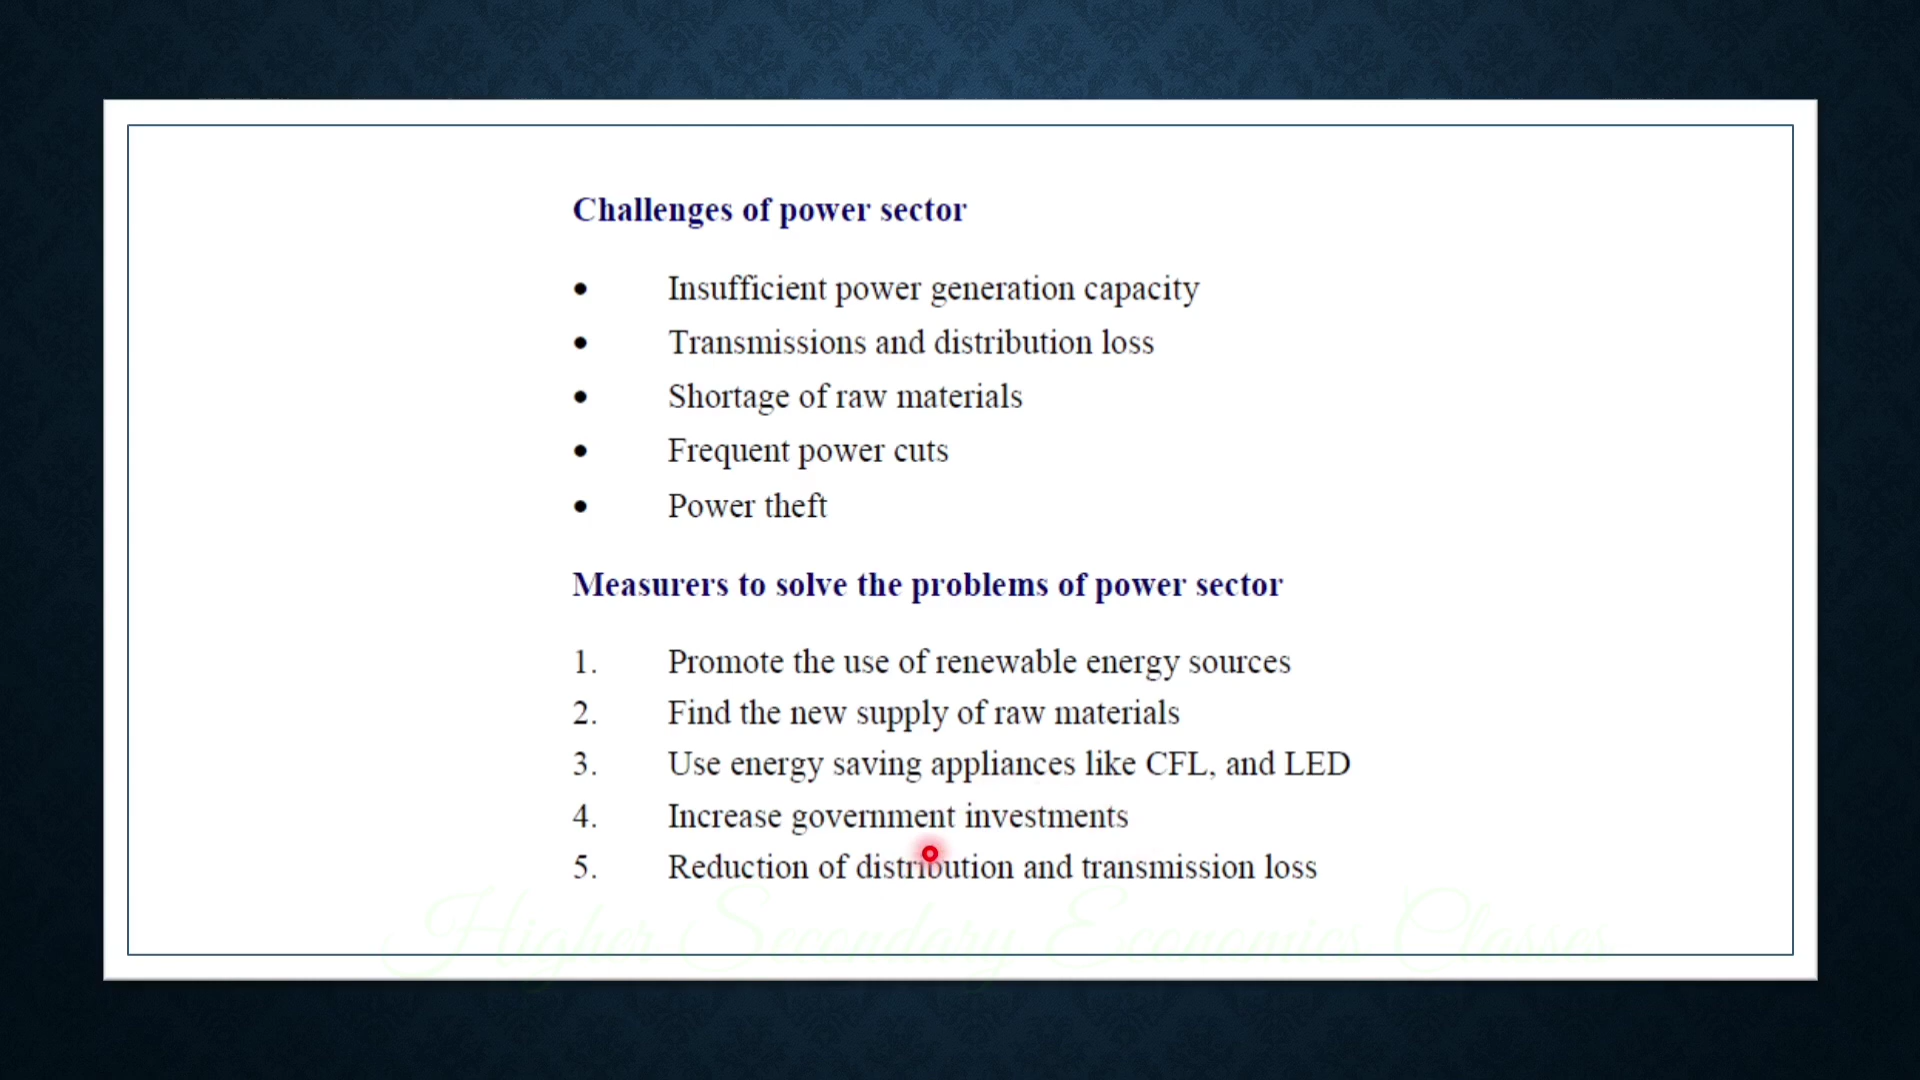 Challenges of power sector
• Insufficient power generation capacity
• Transmissions and distribution loss
• Shortage of raw materials
• Frequent power cuts
• Power theft
Measurers to solve the problems of power sector
1. Promote the use of renewable energy sources
2. Find the new supply of raw materials
3. Use energy saving appliances like CFL, and LED
4. Increase government investments
5. Reduction of distribution and transmission loss
Higher Secondary Economics Classes